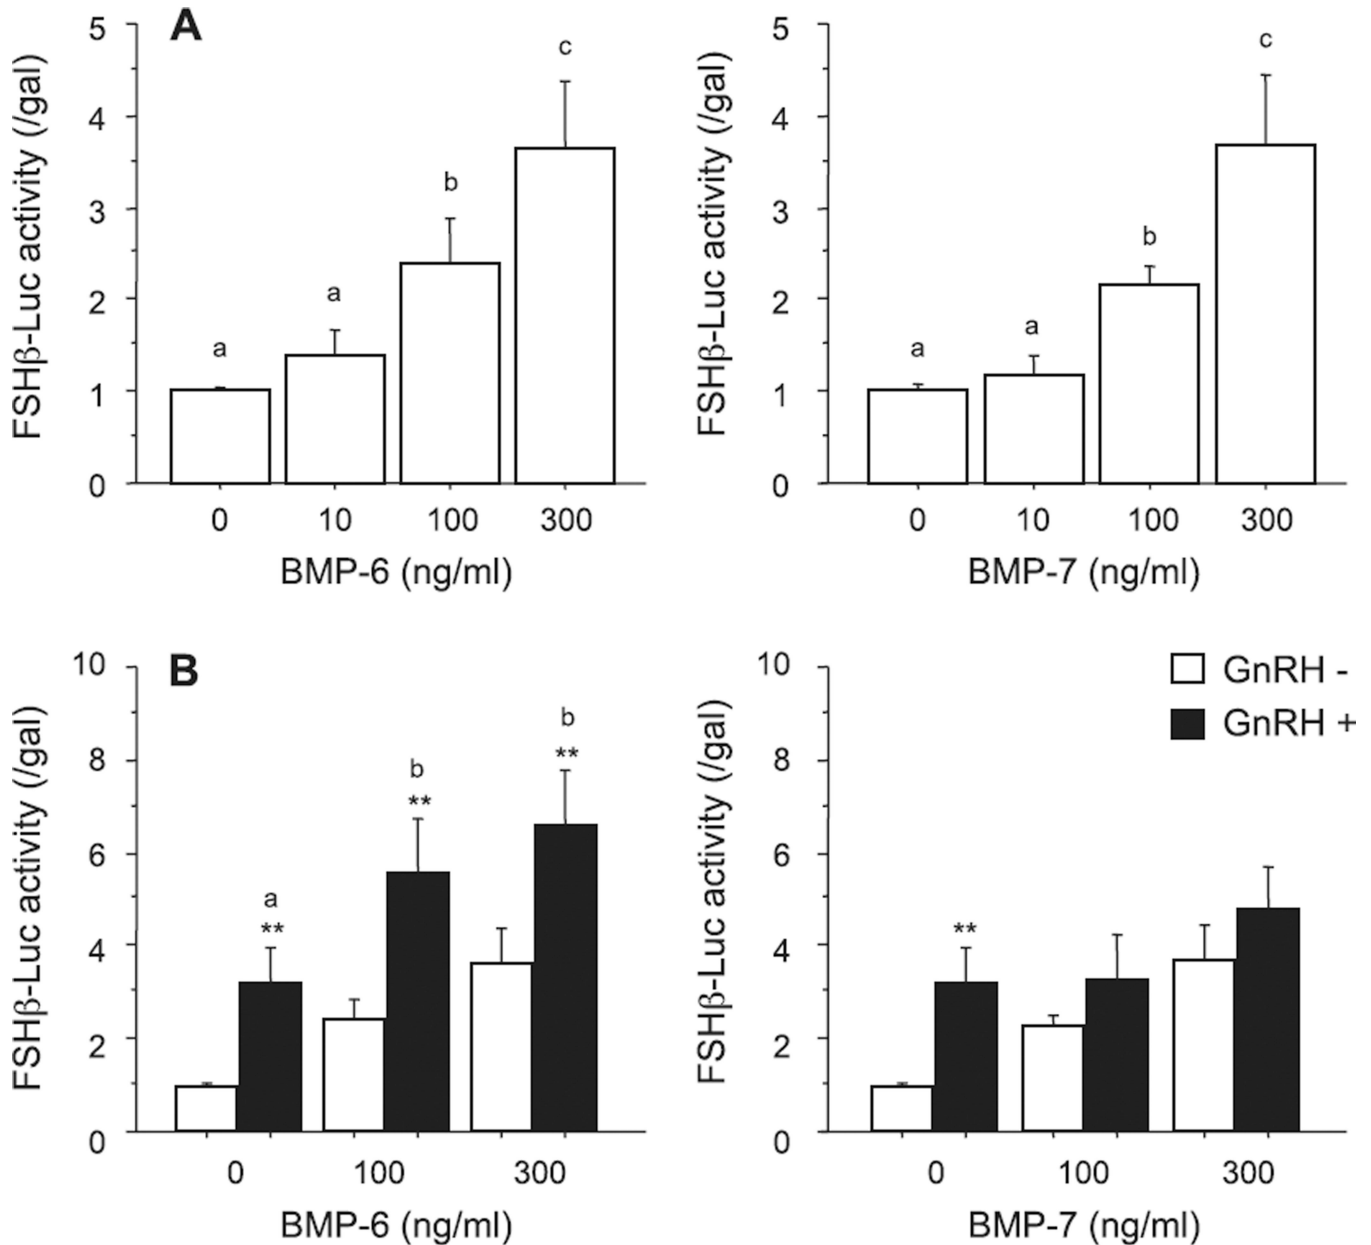 A
FSHβ-Luc activity (/gal)
5
4
3
2
1
0
a
a
b
c
0 10 100 300
BMP-6 (ng/ml)
FSHβ-Luc activity (/gal)
5
4
3
2
1
0
a
a
b
c
0 10 100 300
BMP-7 (ng/ml)
B
FSHβ-Luc activity (/gal)
10
8
6
4
2
0
a
**
b
**
b
**
0 100 300
BMP-6 (ng/ml)
FSHβ-Luc activity (/gal)
10
8
6
4
2
0
**
GnRH -
GnRH +
0 100 300
BMP-7 (ng/ml)